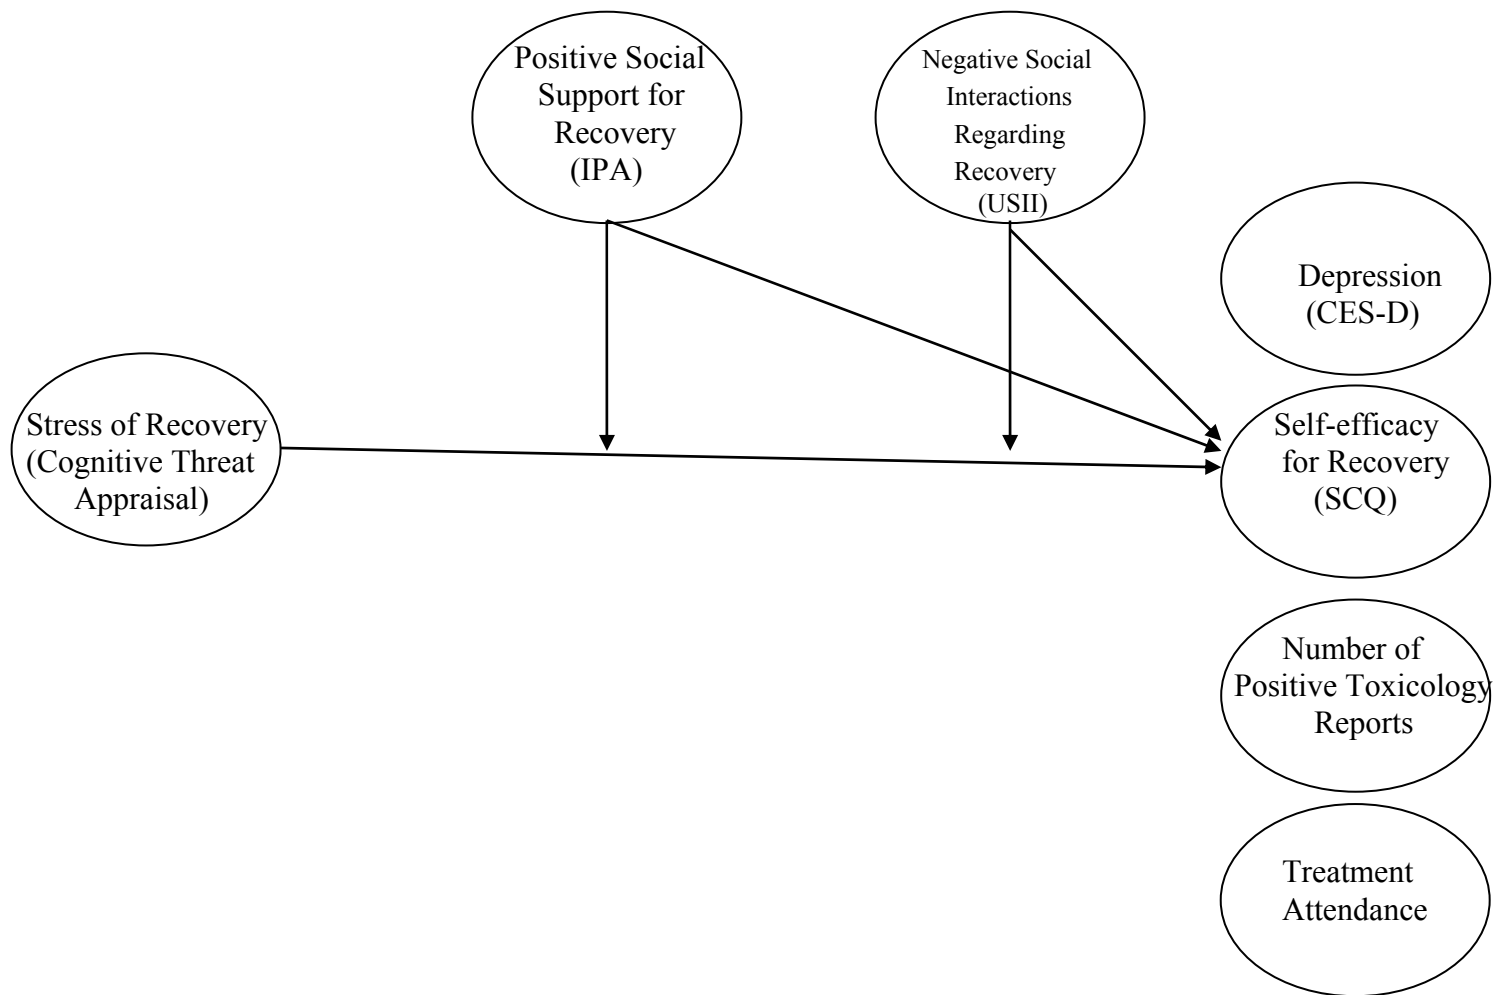 Positive Social
Support for
Recovery
(IPA)
Negative Social
Interactions
Regarding
Recovery
(USII)
Depression
(CES-D)
Stress of Recovery
(Cognitive Threat
Appraisal)
Self-efficacy
for Recovery
(SCQ)
Number of
Positive Toxicology
Reports
Treatment
Attendance